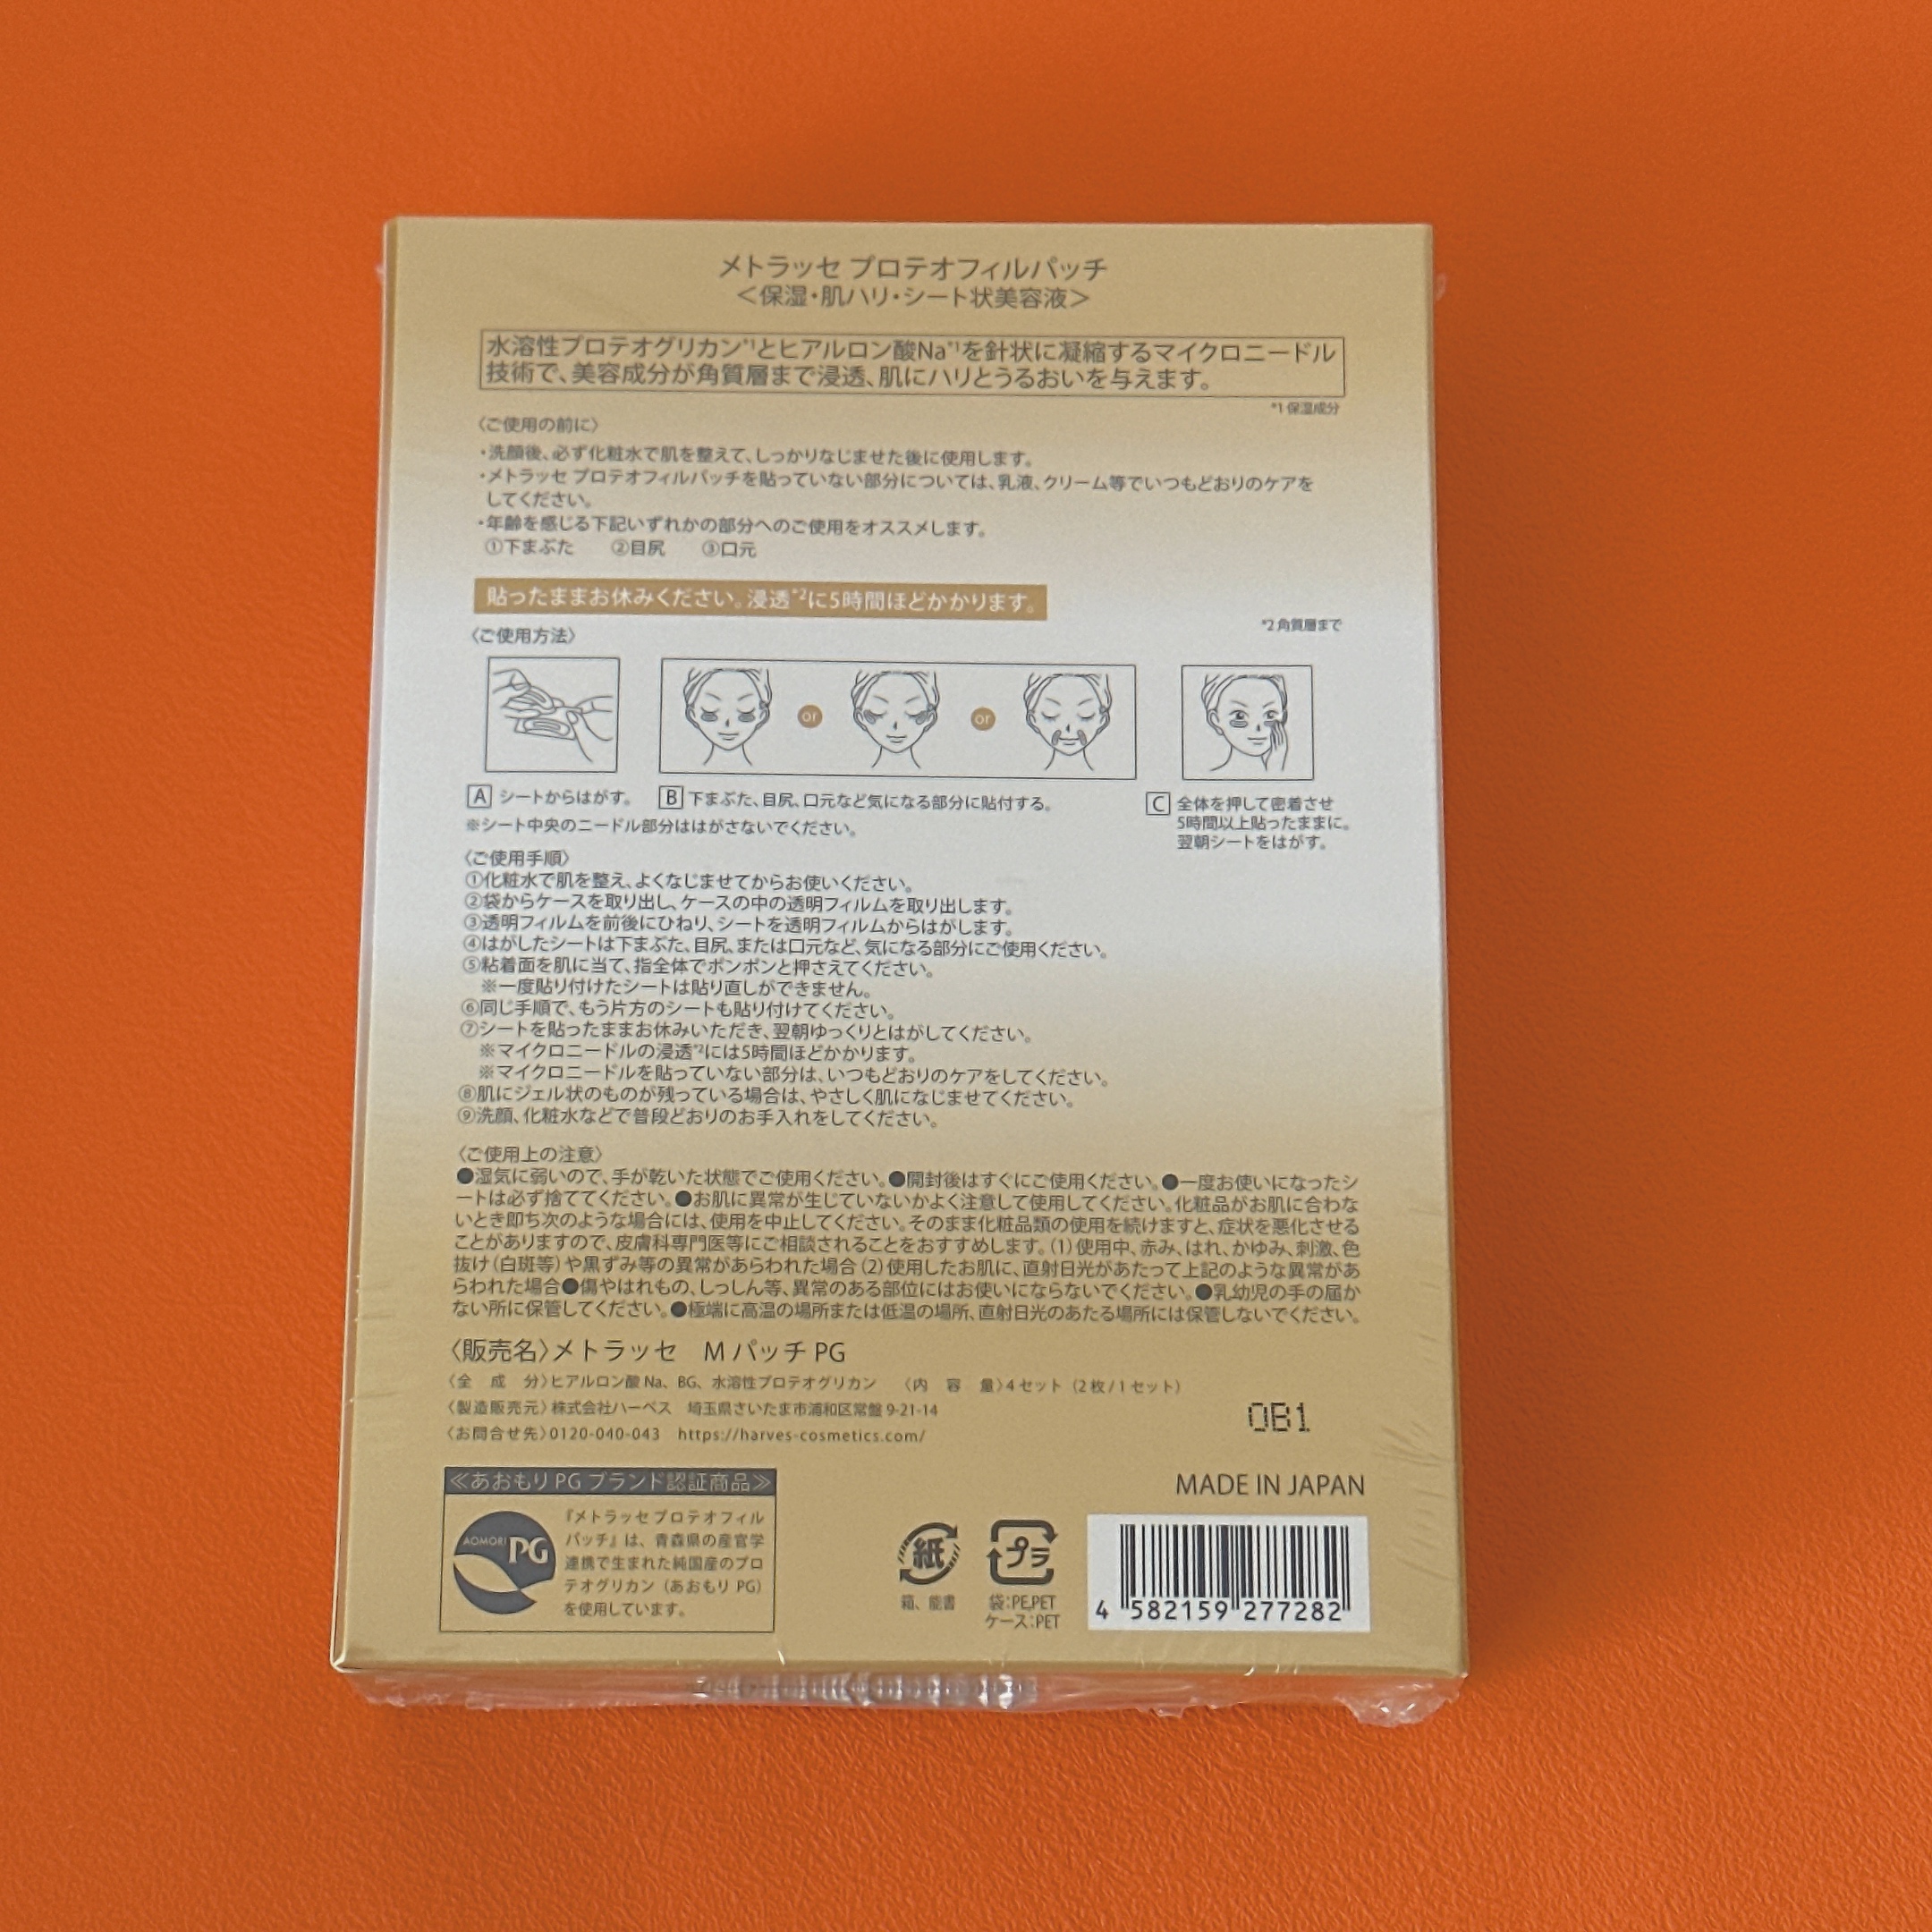 メトラッセ プロテオフィルパッチ
＜保湿・肌ハリ・シート状美容液＞
水溶性プロテオグリカン*1とヒアルロン酸Na*1を針状に凝縮するマイクロニードル
技術で、美容成分が角質層まで浸透、肌にハリとうるおいを与えます。
*1 保湿成分
〈ご使用の前に〉
・洗顔後、必ず化粧水で肌を整えて、しっかりなじませた後に使用します。
・メトラッセ プロテオフィルパッチを貼っていない部分については、乳液、クリーム等でいつもどおりのケアを
してください。
・年齢を感じる下記いずれかの部分へのご使用をオススメします。
①下まぶた ②目尻 ③口元
貼ったままお休みください。浸透*2に5時間ほどかかります。
*2 角質層まで
〈ご使用方法〉
or
or
A シートからはがす。
B 下まぶた、目尻、口元など気になる部分に貼付する。
C 全体を押して密着させ
5時間以上貼ったままに。
翌朝シートをはがす。
※シート中央のニードル部分ははがさないでください。
〈ご使用手順〉
①化粧水で肌を整え、よくなじませてからお使いください。
②袋からケースを取り出し、ケースの中の透明フィルムを取り出します。
③透明フィルムを前後にひねり、シートを透明フィルムからはがします。
④はがしたシートは下まぶた、目尻、または口元など、気になる部分にご使用ください。
⑤粘着面を肌に当て、指全体でポンポンと押さえてください。
※一度貼り付けたシートは貼り直しができません。
⑥同じ手順で、もう片方のシートも貼り付けてください。
⑦シートを貼ったままお休みいただき、翌朝ゆっくりとはがしてください。
※マイクロニードルの浸透*2には5時間ほどかかります。
※マイクロニードルを貼っていない部分は、いつもどおりのケアをしてください。
⑧肌にジェル状のものが残っている場合は、やさしく肌になじませてください。
⑨洗顔、化粧水などで普段どおりのお手入れをしてください。
〈ご使用上の注意〉
●湿気に弱いので、手が乾いた状態でご使用ください。●開封後はすぐにご使用ください。●一度お使いになったシ
ートは必ず捨ててください。●お肌に異常が生じていないかよく注意して使用してください。化粧品がお肌に合わな
いとき即ち次のような場合には、使用を中止してください。そのまま化粧品類の使用を続けますと、症状を悪化させる
ことがありますので、皮膚科専門医等にご相談されることをおすすめします。(1)使用中、赤み、はれ、かゆみ、刺激、色
抜け(白斑等)や黒ずみ等の異常があらわれた場合(2)使用したお肌に、直射日光があたって上記のような異常があ
らわれた場合●傷やはれもの、しっしん等、異常のある部位にはお使いにならないでください。●乳幼児の手の届か
ない所に保管してください。●極端に高温の場所または低温の場所、直射日光のあたる場所には保管しないでください。
〈販売名〉メトラッセ M パッチ PG
〈全 成 分〉ヒアルロン酸 Na、BG、水溶性プロテオグリカン 〈内 容 量〉4 セット (2 枚 / 1 セット)
〈製造販売元〉株式会社ハーベス 埼玉県さいたま市浦和区常盤 9-21-14
〈お問合せ先〉0120-040-043 https://harves-cosmetics.com/
OB1
≪あおもり PG ブランド認証商品≫
AOMORI PG
『メトラッセ プロテオフィル
パッチ』は、青森県の産官学
連携で生まれた純国産のプロ
テオグリカン（あおもり PG）
を使用しています。
MADE IN JAPAN
紙
箱、能書
プラ
袋：PE,PET
ケース：PET
4 582159 277282